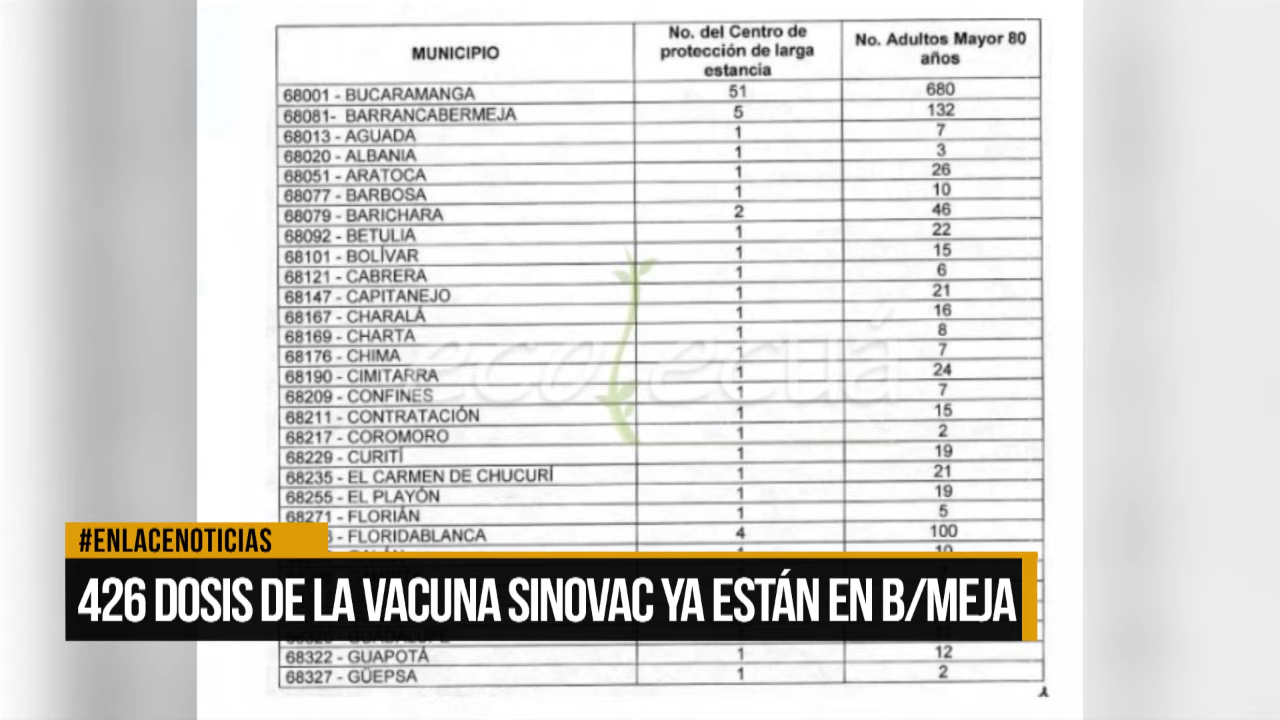 MUNICIPIO No. del Centro de protección de larga estancia No. Adultos Mayor 80 años
68001 - BUCARAMANGA 51 680
68081- BARRANCABERMEJA 5 132
68013 - AGUADA 1 7
68020 - ALBANIA 1 3
68051 - ARATOCA 1 26
68077 - BARBOSA 1 10
68079 - BARICHARA 2 46
68092 - BETULIA 1 22
68101 - BOLÍVAR 1 15
68121 - CABRERA 1 6
68147 - CAPITANEJO 1 21
68167 - CHARALÁ 1 16
68169 - CHARTA 1 8
68176 - CHIMA 1 7
68190 - CIMITARRA 1 24
68209 - CONFINES 1 7
68211 - CONTRATACIÓN 1 15
68217 - COROMORO 1 2
68229 - CURITÍ 1 19
68235 - EL CARMEN DE CHUCURÍ 1 21
68255 - EL PLAYÓN 1 19
68271 - FLORIÁN 1 5
- FLORIDABLANCA 4 100
#ENLACENOTICIAS
426 DOSIS DE LA VACUNA SINOVAC YA ESTÁN EN B/MEJA
68322 - GUAPOTÁ 1 12
68327 - GÜEPSA 1 2